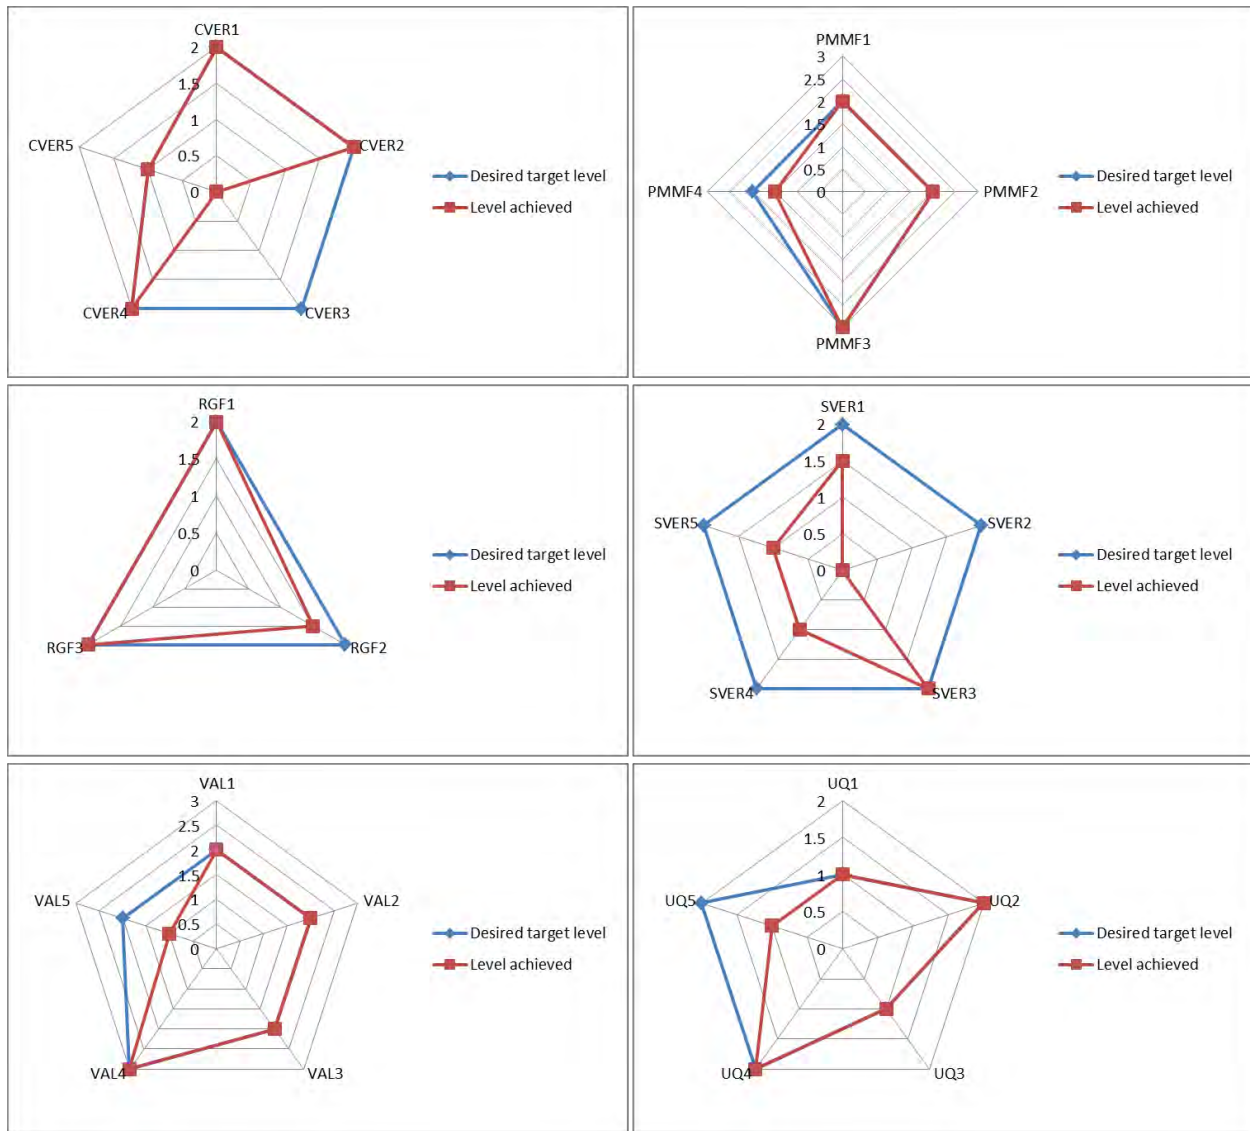 CVER1
2
1.5
1
0.5
0
CVER5
CVER2
CVER4
CVER3
Desired target level
Level achieved
PMMF1
3
2.5
2
1.5
1
0.5
0
PMMF4
PMMF2
PMMF3
Desired target level
Level achieved
RGF1
2
1.5
1
0.5
0
RGF3
RGF2
Desired target level
Level achieved
SVER1
2
1.5
1
0.5
0
SVER5
SVER2
SVER4
SVER3
Desired target level
Level achieved
VAL1
3
2.5
2
1.5
1
0.5
0
VAL5
VAL2
VAL4
VAL3
Desired target level
Level achieved
UQ1
2
1.5
1
0.5
0
UQ5
UQ2
UQ4
UQ3
Desired target level
Level achieved